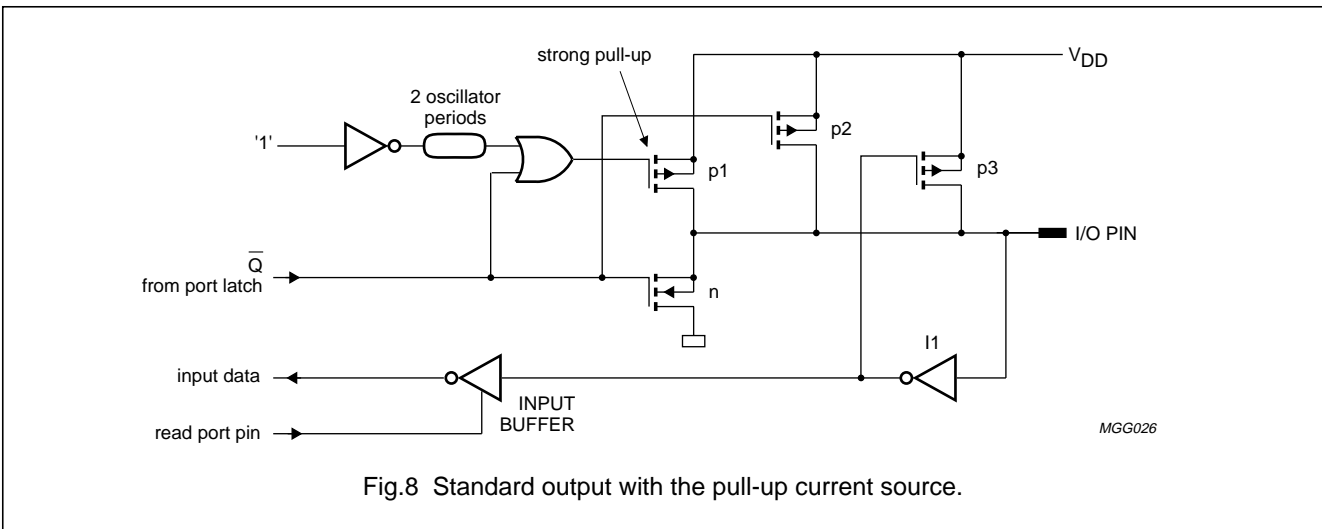 strong pull-up
V_DD
2 oscillator
periods
'1'
p2
p1
p3
I/O PIN
Q̅
from port latch
n
I1
input data
INPUT
BUFFER
read port pin
MGG026
Fig.8 Standard output with the pull-up current source.